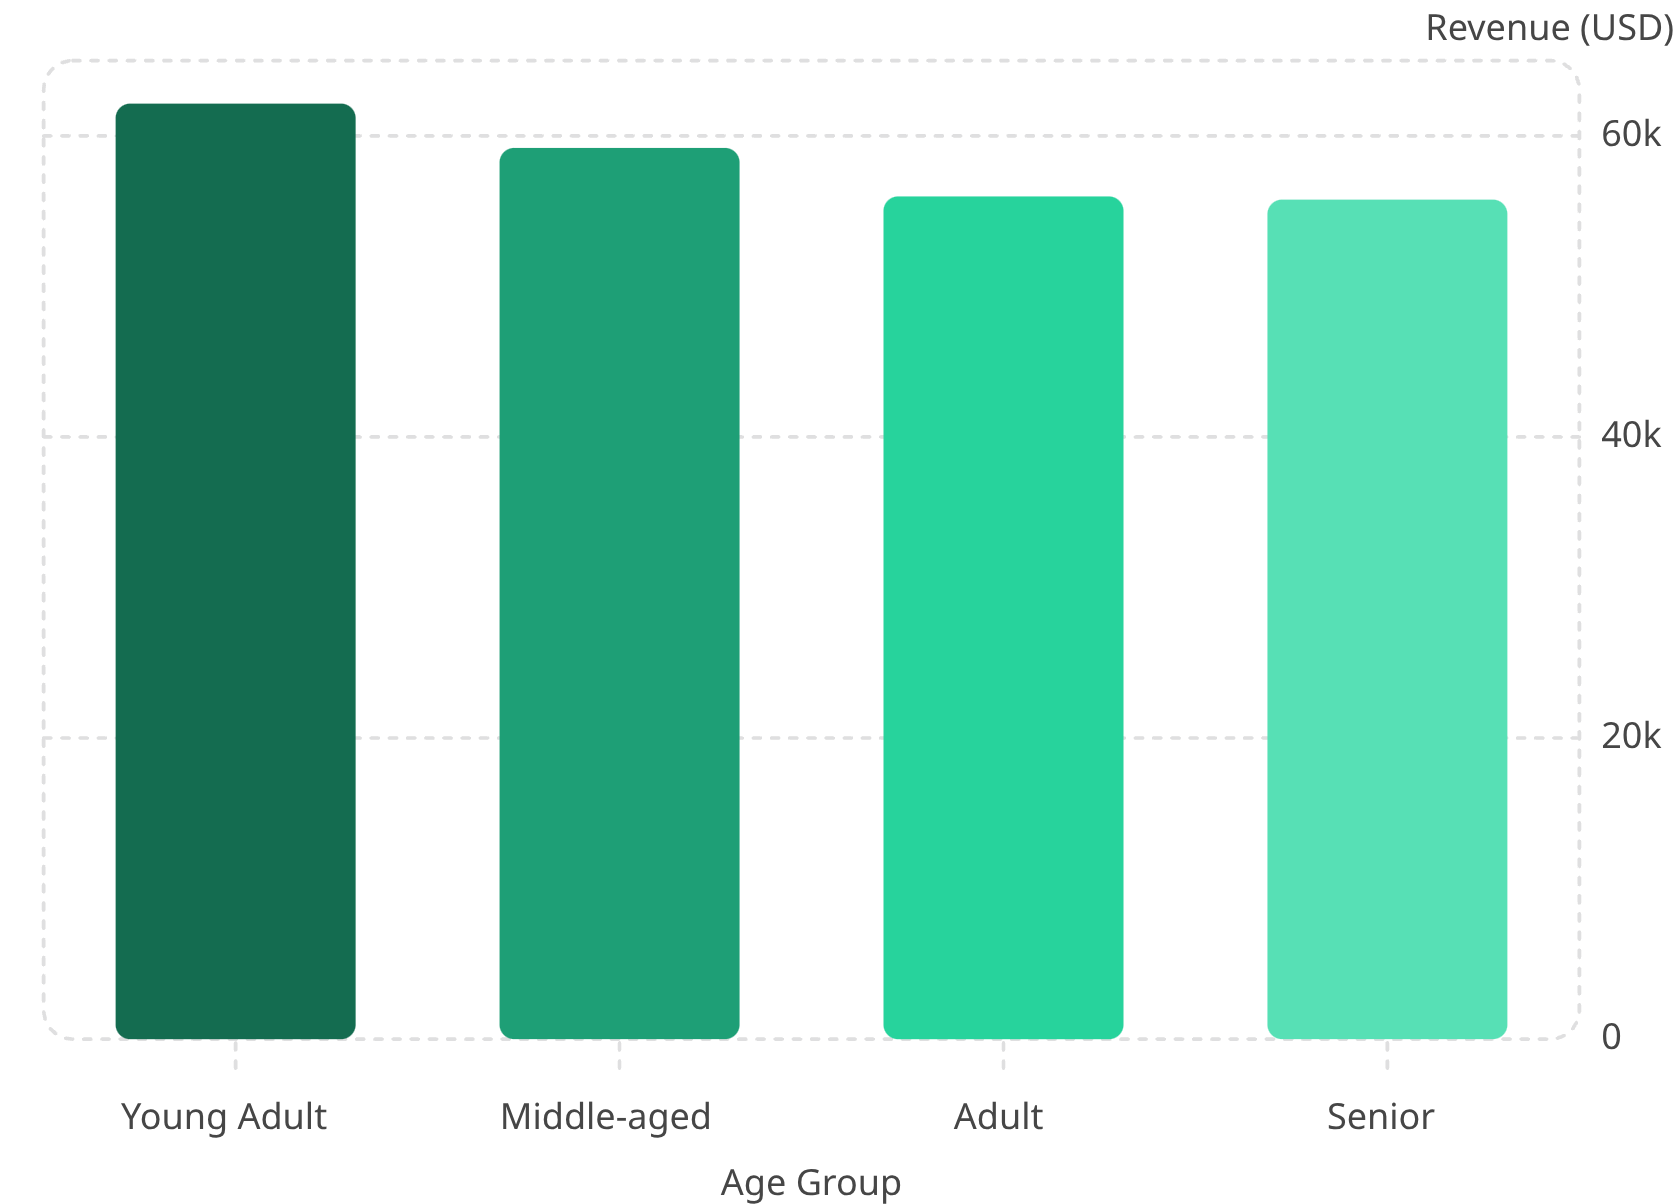 Revenue (USD)
60k
40k
20k
0
Young Adult
Middle-aged
Adult
Senior
Age Group